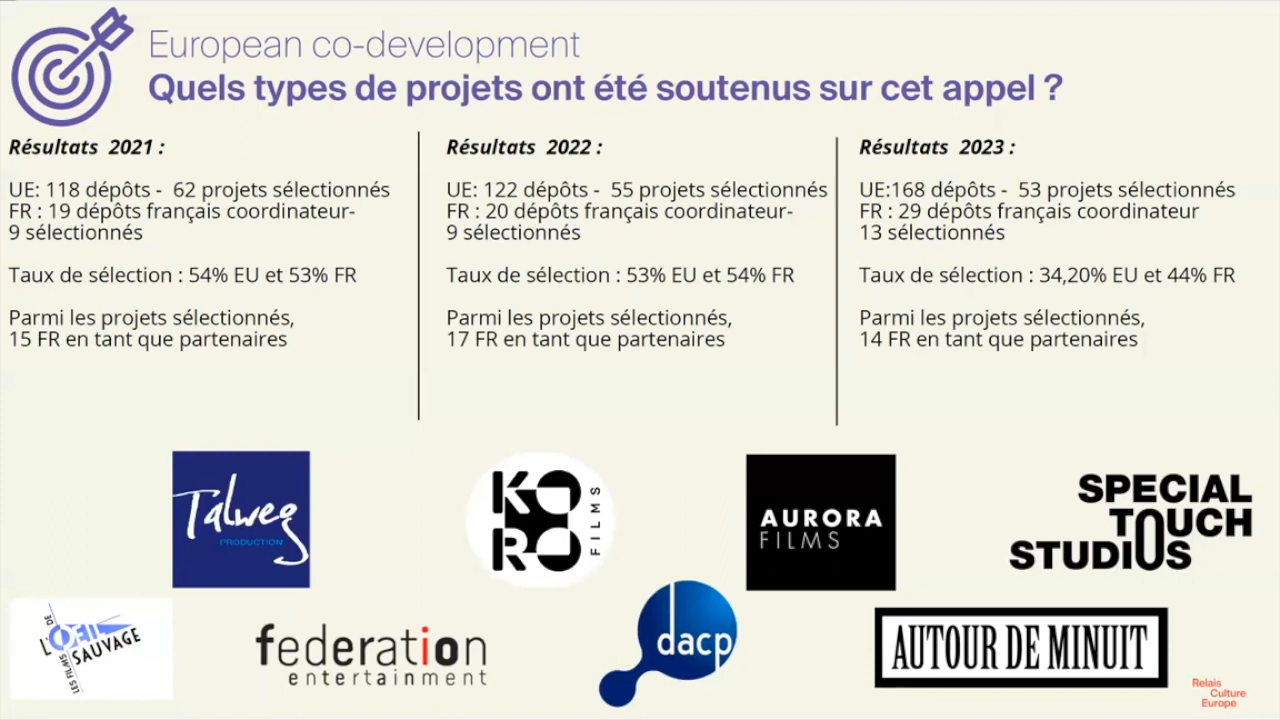 European co-development
Quels types de projets ont été soutenus sur cet appel ?
Résultats 2021 :
UE: 118 dépôts - 62 projets sélectionnés
FR : 19 dépôts français coordinateur-
9 sélectionnés
Taux de sélection : 54% EU et 53% FR
Parmi les projets sélectionnés,
15 FR en tant que partenaires
Résultats 2022 :
UE: 122 dépôts - 55 projets sélectionnés
FR : 20 dépôts français coordinateur-
9 sélectionnés
Taux de sélection : 53% EU et 54% FR
Parmi les projets sélectionnés,
17 FR en tant que partenaires
Résultats 2023 :
UE:168 dépôts - 53 projets sélectionnés
FR : 29 dépôts français coordinateur
13 sélectionnés
Taux de sélection : 34,20% EU et 44% FR
Parmi les projets sélectionnés,
14 FR en tant que partenaires
Talweg
PRODUCTION
KO
RO
FILMS
AURORA
FILMS
SPECIAL
TOUCH
STUDIOS
LES FILMS
DE
L'OEIL
SAUVAGE
federation
entertainment
dacp
AUTOUR DE MINUIT
Relais
Culture
Europe